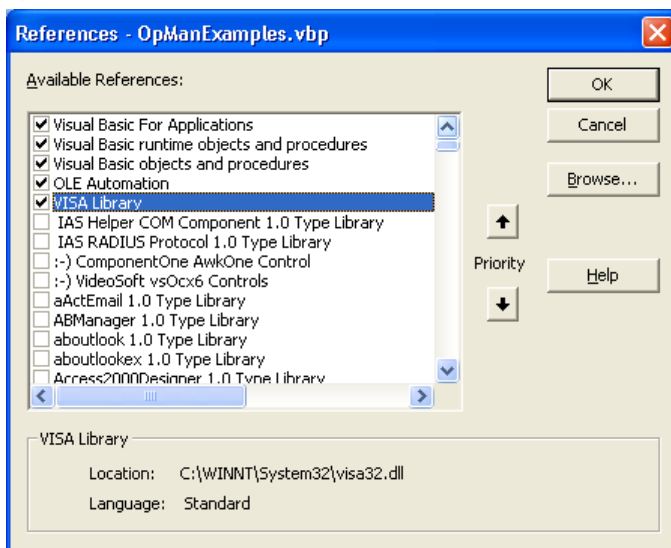 References - OpManExamples.vbp
Available References:
Visual Basic For Applications
Visual Basic runtime objects and procedures
Visual Basic objects and procedures
OLE Automation
VISA Library
IAS Helper COM Component 1.0 Type Library
IAS RADIUS Protocol 1.0 Type Library
:-) ComponentOne AwkOne Control
:-) VideoSoft vsOcx6 Controls
aActEmail 1.0 Type Library
ABManager 1.0 Type Library
aboutlook 1.0 Type Library
aboutlookex 1.0 Type Library
Access2000Designer 1.0 Type Library
Priority
OK
Cancel
Browse...
Help
VISA Library
Location: C:\WINNT\System32\visa32.dll
Language: Standard